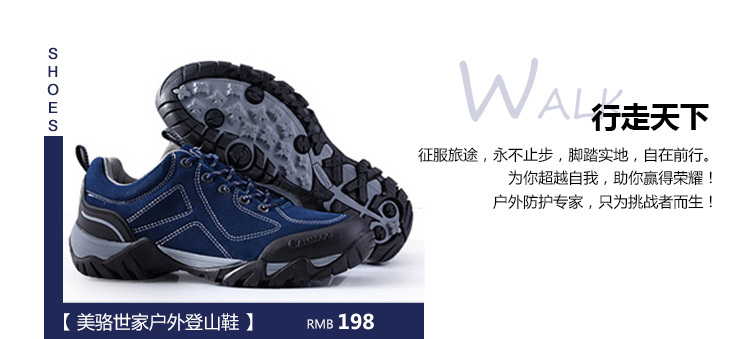 SHOES
WALK
行走天下
征服旅途，永不止步，脚踏实地，自在前行。
为你超越自我，助你赢得荣耀！
户外防护专家，只为挑战者而生！
【 美骆世家户外登山鞋 】 RMB 198